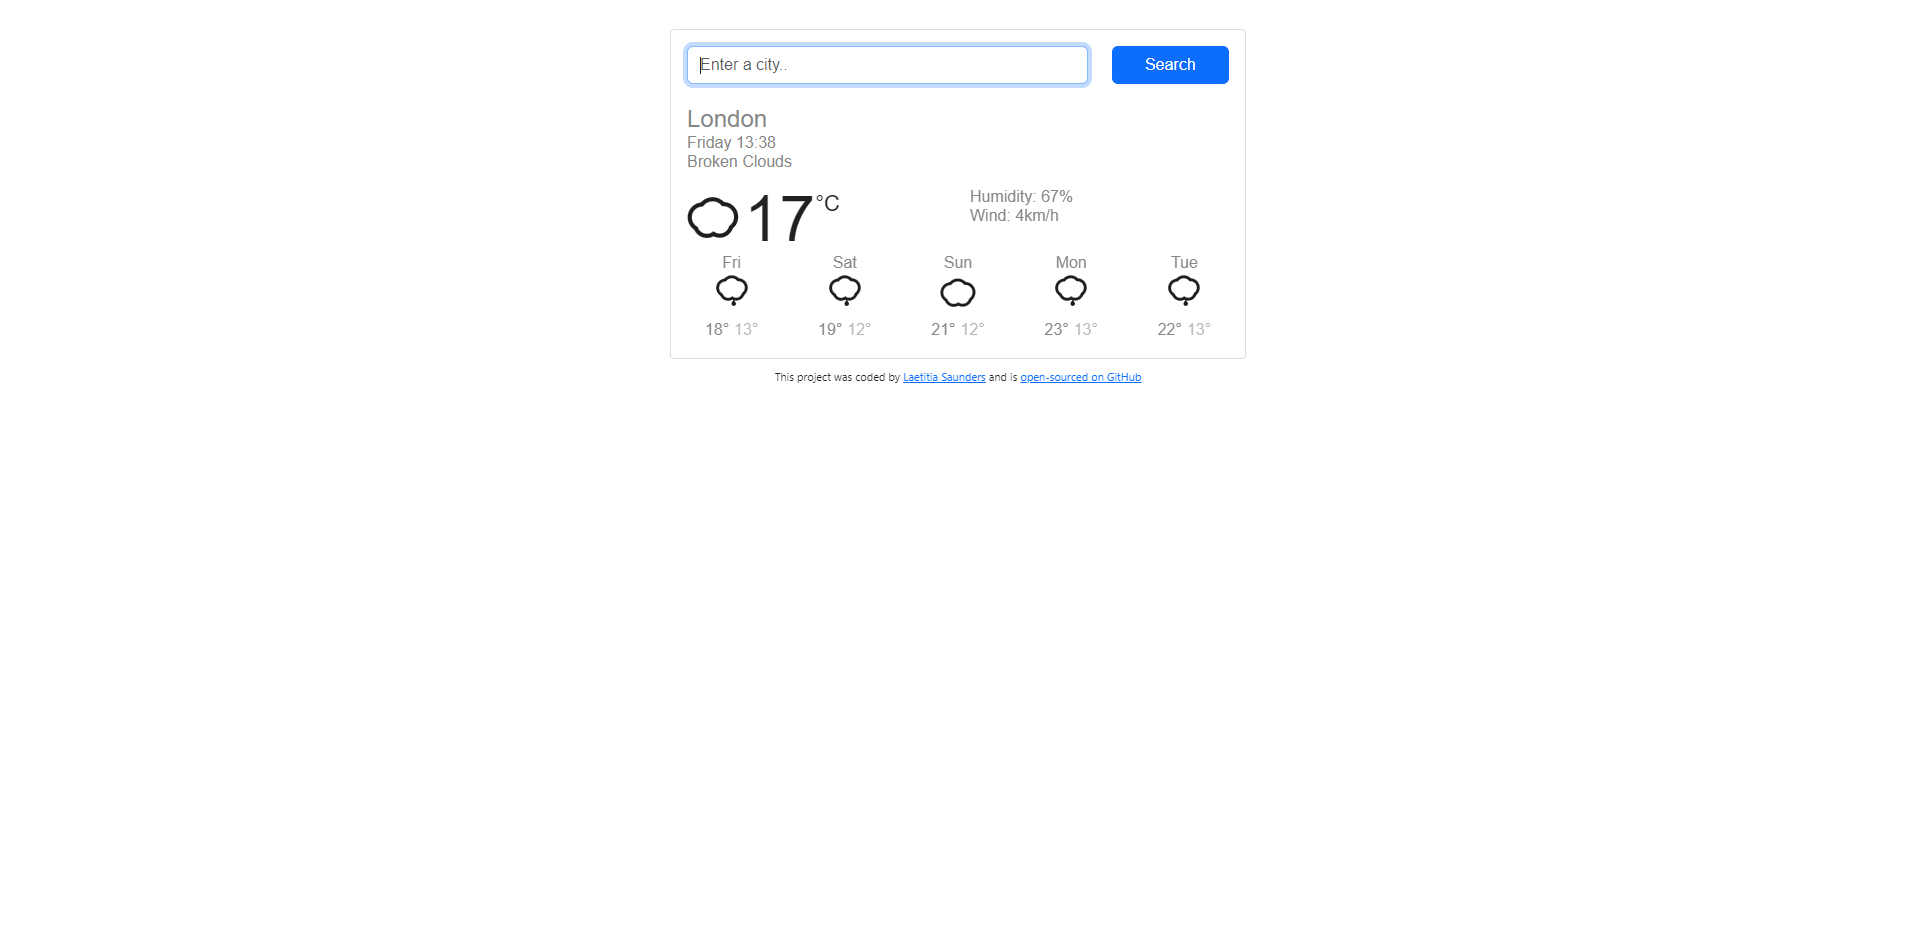 Enter a city..
Search
London
Friday 13:38
Broken Clouds
17°C
Humidity: 67%
Wind: 4km/h
Fri Sat Sun Mon Tue
18° 13° 19° 12° 21° 12° 23° 13° 22° 13°
This project was coded by Laetitia Saunders and is open-sourced on GitHub